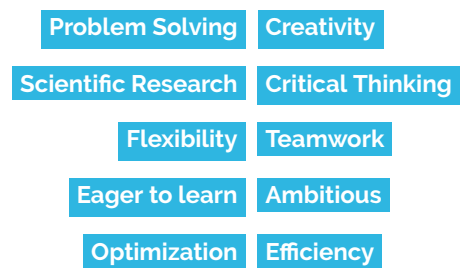 Problem Solving Creativity
Scientific Research Critical Thinking
Flexibility Teamwork
Eager to learn Ambitious
Optimization Efficiency